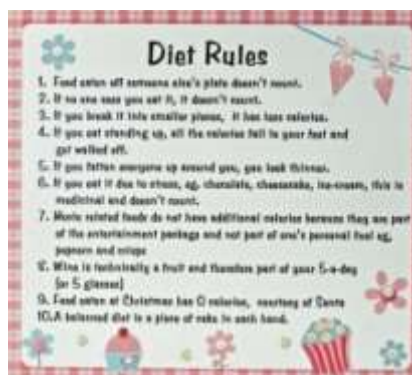 Diet Rules
1. Food eaten off someone else's plate doesn't count.
2. If no one sees you eat it, it doesn't count.
3. If you break it into smaller pieces, it has less calories.
4. If you eat standing up, all the calories fall to your feet and
get walked off.
5. If you fatten everyone up around you, you look thinner.
6. If you eat it due to stress, eg, chocolate, cheesecake, ice-cream, this is
medicinal and doesn't count.
7. Movie related foods do not have additional calories because they are part
of the entertainment package and not part of one's personal fuel eg,
popcorn and crisps
8. Wine is technically a fruit and therefore part of your 5-a-day
(or 5 glasses)
9. Food eaten at Christmas has 0 calories, courtesy of Santa
10. A balanced diet is a piece of cake in each hand.